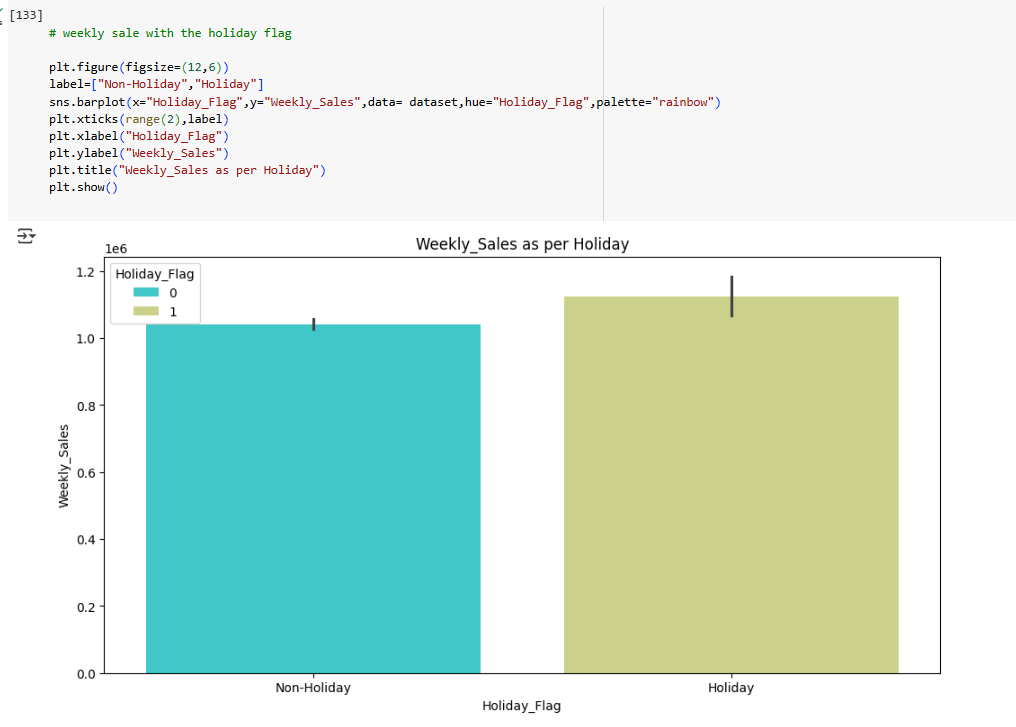 [133]
# weekly sale with the holiday flag
plt.figure(figsize=(12,6))
label=["Non-Holiday","Holiday"]
sns.barplot(x="Holiday_Flag",y="Weekly_Sales",data= dataset,hue="Holiday_Flag",palette="rainbow")
plt.xticks(range(2),label)
plt.xlabel("Holiday_Flag")
plt.ylabel("Weekly_Sales")
plt.title("Weekly_Sales as per Holiday")
plt.show()
Weekly_Sales as per Holiday
1e6
Holiday_Flag
0
1
1.2
1.0
0.8
0.6
0.4
0.2
0.0
Weekly_Sales
Non-Holiday
Holiday
Holiday_Flag